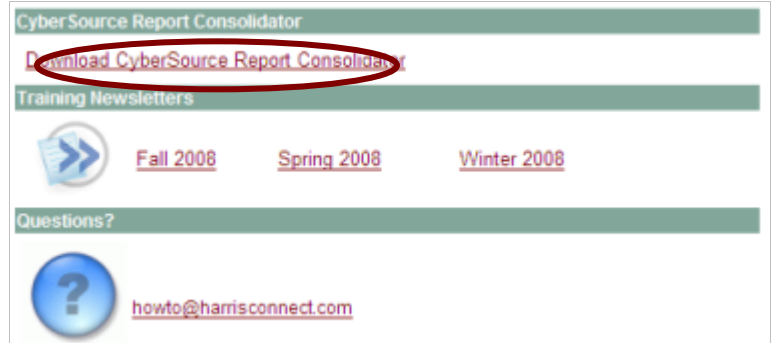 CyberSource Report Consolidator
Download CyberSource Report Consolidator
Training Newsletters
Fall 2008 Spring 2008 Winter 2008
Questions?
?
howto@harrisconnect.com